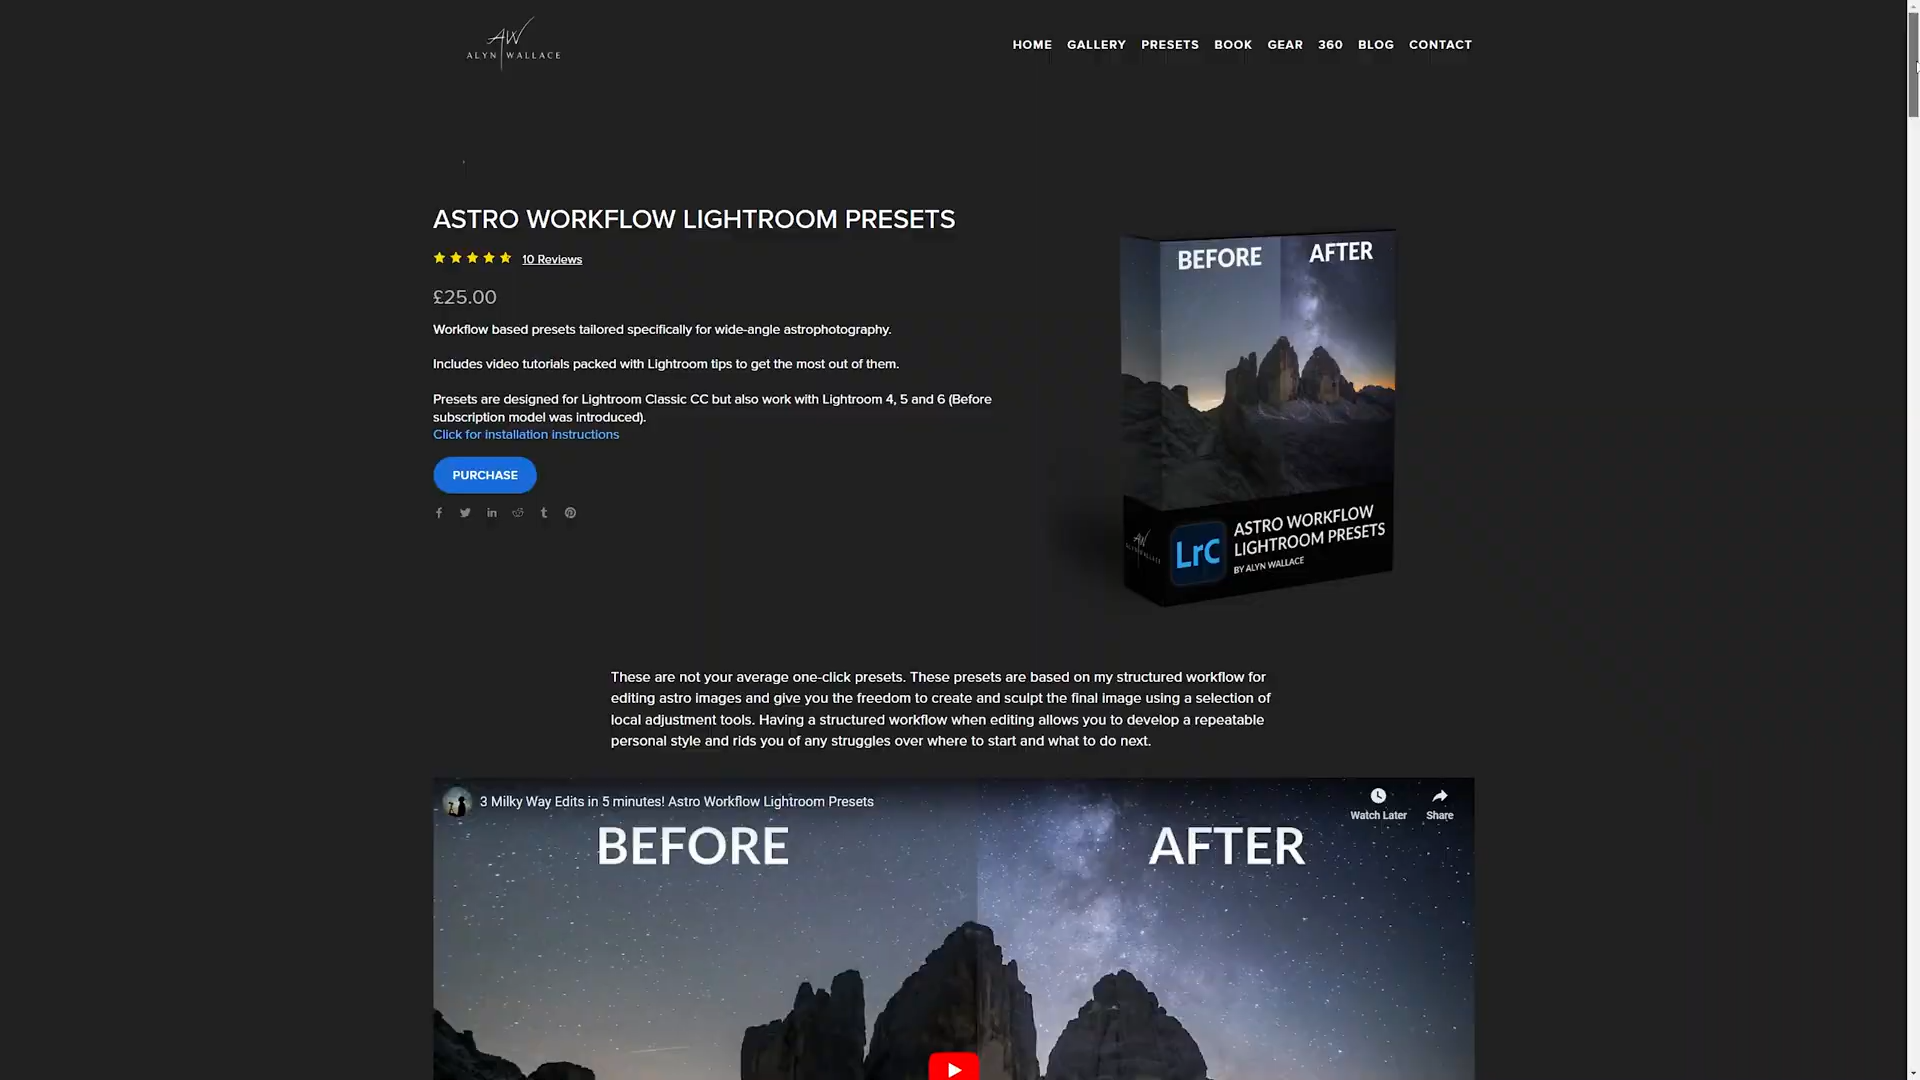 AW
ALYN WALLACE
HOME GALLERY PRESETS BOOK GEAR 360 BLOG CONTACT
ASTRO WORKFLOW LIGHTROOM PRESETS
10 Reviews
£25.00
Workflow based presets tailored specifically for wide-angle astrophotography.
Includes video tutorials packed with Lightroom tips to get the most out of them.
Presets are designed for Lightroom Classic CC but also work with Lightroom 4, 5 and 6 (Before
subscription model was introduced).
Click for installation instructions
PURCHASE
BEFORE AFTER
AW
ALYN WALLACE
LrC
ASTRO WORKFLOW
LIGHTROOM PRESETS
BY ALYN WALLACE
These are not your average one-click presets. These presets are based on my structured workflow for
editing astro images and give you the freedom to create and sculpt the final image using a selection of
local adjustment tools. Having a structured workflow when editing allows you to develop a repeatable
personal style and rids you of any struggles over where to start and what to do next.
3 Milky Way Edits in 5 minutes! Astro Workflow Lightroom Presets
Watch Later Share
BEFORE AFTER